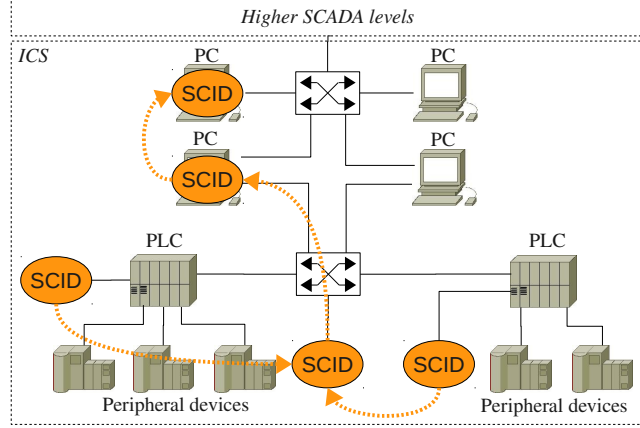 Higher SCADA levels
ICS
PC
PC
SCID
PC
PC
SCID
PLC
PLC
SCID
SCID
SCID
Peripheral devices
Peripheral devices